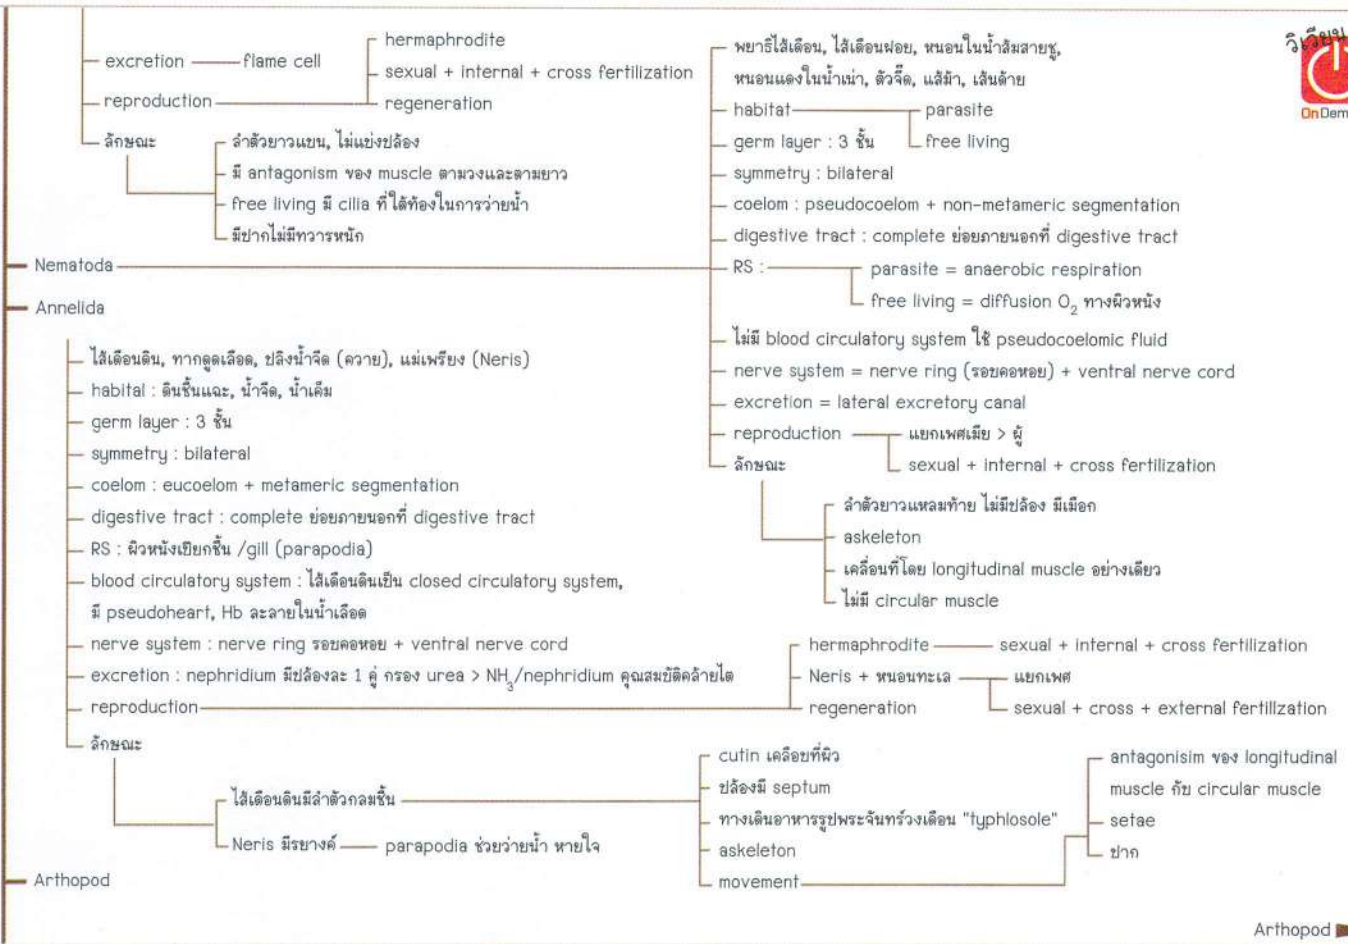 excretion flame cell
hermaphrodite
sexual + internal + cross fertilization
reproduction regeneration
ลักษณะ ลำตัวยาวแบน, ไม่แบ่งปล้อง
มี antagonism ของ muscle ตามวงและตามยาว
free living มี cilia ที่ใต้ท้องในการว่ายน้ำ
มีปากไม่มีทวารหนัก
Nematoda
พยาธิไส้เดือน, ไส้เดือนฝอย, หนอนในน้ำส้มสายชู,
หนอนแดงในน้ำเน่า, ตัวจี๊ด, แส้ม้า, เส้นด้าย
habitat parasite
free living
germ layer : 3 ชั้น
symmetry : bilateral
coelom : pseudocoelom + non-metameric segmentation
digestive tract : complete ย่อยภายนอกที่ digestive tract
RS : parasite = anaerobic respiration
free living = diffusion O₂ ทางผิวหนัง
ไม่มี blood circulatory system ใช้ pseudocoelomic fluid
nerve system = nerve ring (รอบคอหอย) + ventral nerve cord
excretion = lateral excretory canal
reproduction แยกเพศเมีย > ผู้
sexual + internal + cross fertilization
ลักษณะ
ลำตัวยาวแหลมท้าย ไม่มีปล้อง มีเมือก
askeleton
เคลื่อนที่โดย longitudinal muscle อย่างเดียว
ไม่มี circular muscle
Annelida
ไส้เดือนดิน, ทากดูดเลือด, ปลิงน้ำจืด (ควาย), แม่เพรียง (Neris)
habital : ดินชื้นแฉะ, น้ำจืด, น้ำเค็ม
germ layer : 3 ชั้น
symmetry : bilateral
coelom : eucoelom + metameric segmentation
digestive tract : complete ย่อยภายนอกที่ digestive tract
RS : ผิวหนังเปียกชื้น /gill (parapodia)
blood circulatory system : ไส้เดือนดินเป็น closed circulatory system,
มี pseudoheart, Hb ละลายในน้ำเลือด
nerve system : nerve ring รอบคอหอย + ventral nerve cord
excretion : nephridium มีปล้องละ 1 คู่ กรอง urea > NH₃/nephridium คุณสมบัติคล้ายไต
reproduction
hermaphrodite sexual + internal + cross fertilization
Neris + หนอนทะเล แยกเพศ
sexual + cross + external fertilization
regeneration
ลักษณะ
ไส้เดือนดินมีลำตัวกลมชื้น
cutin เคลือบที่ผิว
ปล้องมี septum
ทางเดินอาหารรูปพระจันทร์วงเดือน "typhlosole"
askeleton
movement
antagonisim ของ longitudinal
muscle กับ circular muscle
setae
ปาก
Neris มีรยางค์ parapodia ช่วยว่ายน้ำ หายใจ
Arthopod
Arthopod
วิเวียน
OnDem